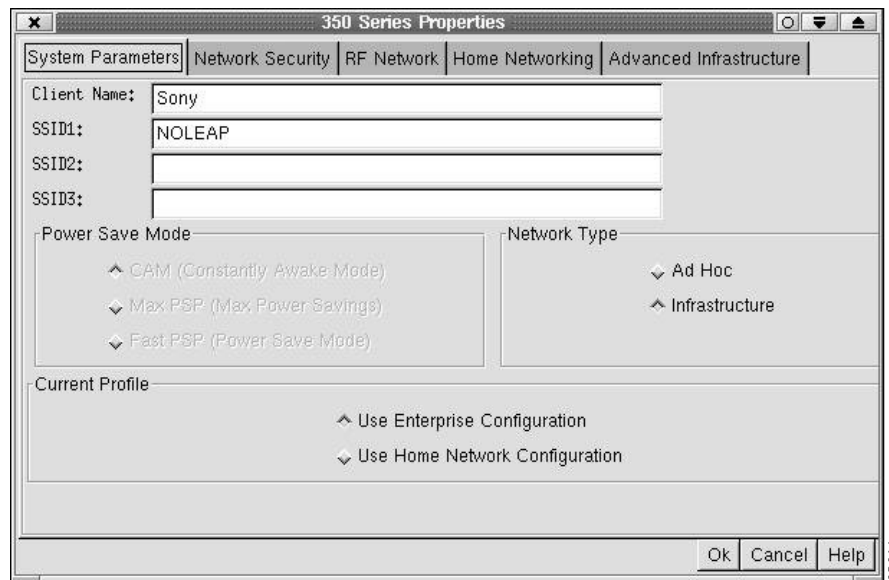 350 Series Properties
System Parameters Network Security RF Network Home Networking Advanced Infrastructure
Client Name: Sony
SSID1: NOLEAP
SSID2:
SSID3:
Power Save Mode
CAM (Constantly Awake Mode)
Max PSP (Max Power Savings)
Fast PSP (Power Save Mode)
Network Type
Ad Hoc
Infrastructure
Current Profile
Use Enterprise Configuration
Use Home Network Configuration
Ok Cancel Help